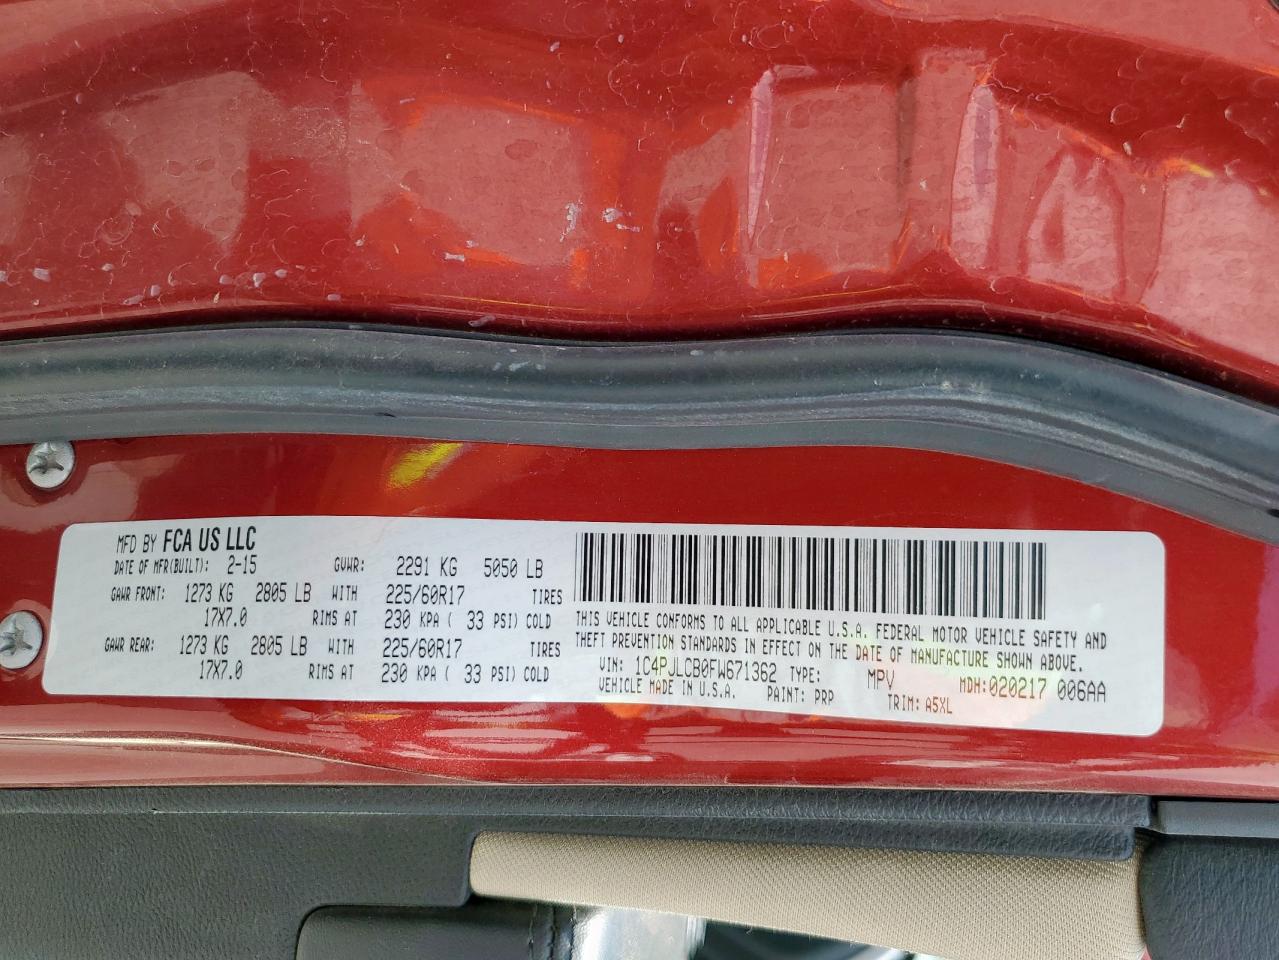 MFD BY FCA US LLC
DATE OF MFR(BUILT): 2-15 GVWR: 2291 KG 5050 LB
GAWR FRONT: 1273 KG 2805 LB WITH 225/60R17 TIRES
17X7.0 RIMS AT 230 KPA ( 33 PSI) COLD
GAWR REAR: 1273 KG 2805 LB WITH 225/60R17 TIRES
17X7.0 RIMS AT 230 KPA ( 33 PSI) COLD
THIS VEHICLE CONFORMS TO ALL APPLICABLE U.S.A. FEDERAL MOTOR VEHICLE SAFETY AND
THEFT PREVENTION STANDARDS IN EFFECT ON THE DATE OF MANUFACTURE SHOWN ABOVE.
VIN: 1C4PJLCB0FW671362 TYPE: MPV MDH:020217 006AA
VEHICLE MADE IN U.S.A. PAINT: PRP TRIM: A5XL